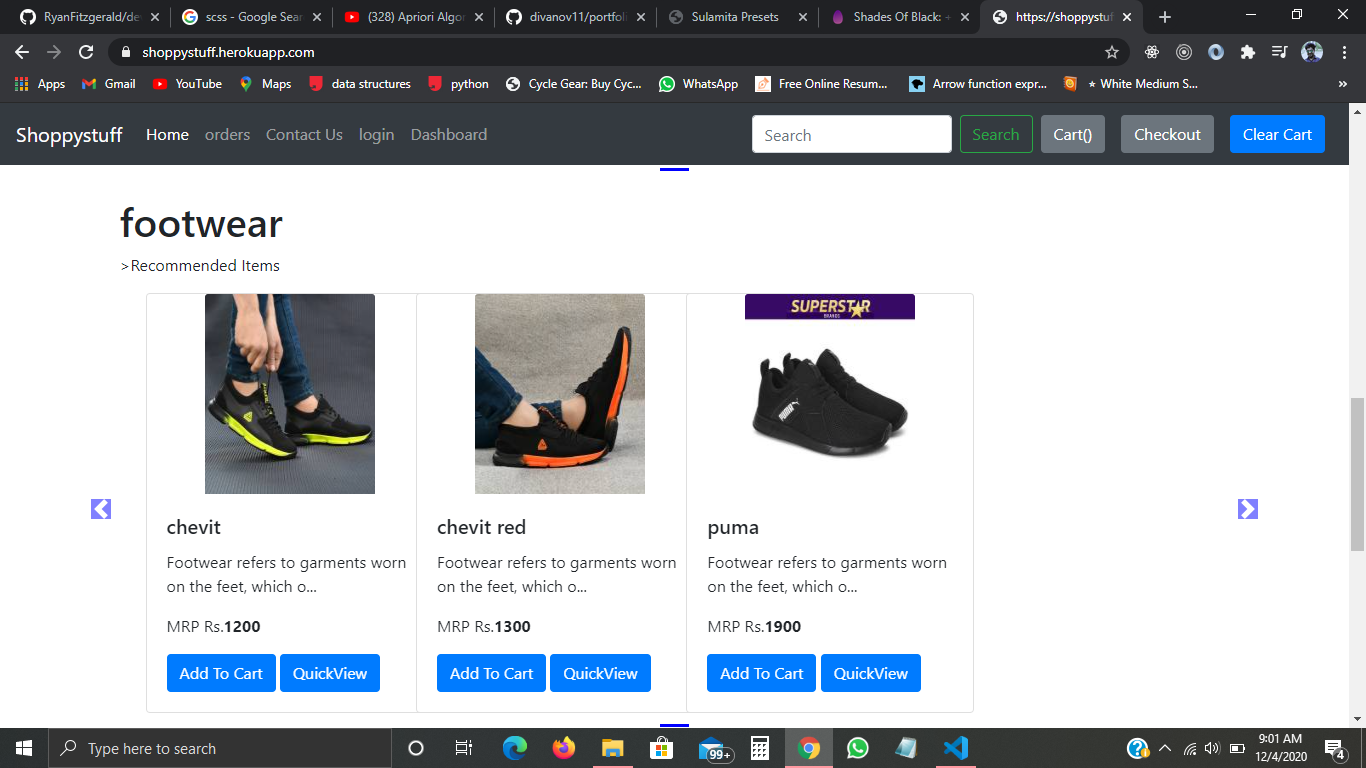 RyanFitzgerald/de
scss - Google Sear
(328) Apriori Algor
divanov11/portfoli
Sulamita Presets
Shades Of Black: +
https://shoppystuf
shoppystuff.herokuapp.com
Apps
Gmail
YouTube
Maps
data structures
python
Cycle Gear: Buy Cyc...
WhatsApp
Free Online Resum...
Arrow function expr...
★ White Medium S...
»
Shoppystuff Home orders Contact Us login Dashboard Search Search Cart() Checkout Clear Cart
footwear
>Recommended Items
SUPERSTAR
BRANDS
PUMA
chevit
Footwear refers to garments worn
on the feet, which o...
MRP Rs.1200
Add To Cart QuickView
chevit red
Footwear refers to garments worn
on the feet, which o...
MRP Rs.1300
Add To Cart QuickView
puma
Footwear refers to garments worn
on the feet, which o...
MRP Rs.1900
Add To Cart QuickView
Type here to search
99+
9:01 AM
12/4/2020
4